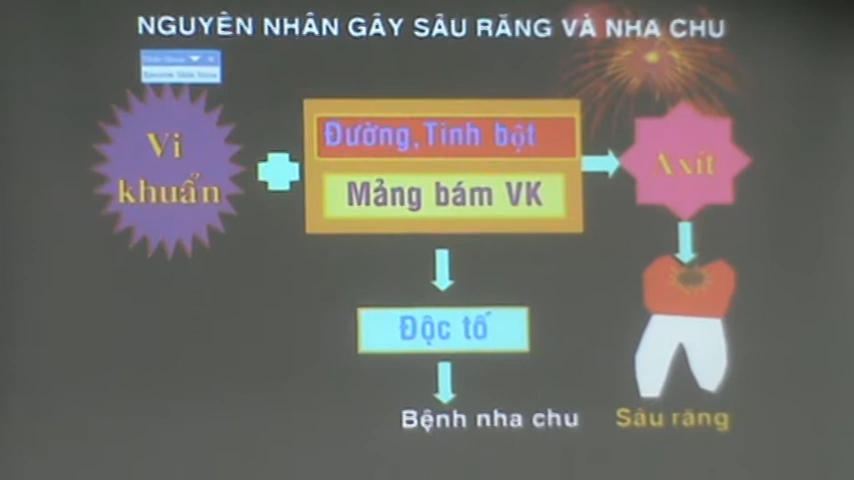 NGUYÊN NHÂN GÂY SÂU RĂNG VÀ NHA CHU
Vi
khuẩn
Đường, Tinh bột
Mảng bám VK
Axít
Độc tố
Bệnh nha chu
Sâu răng